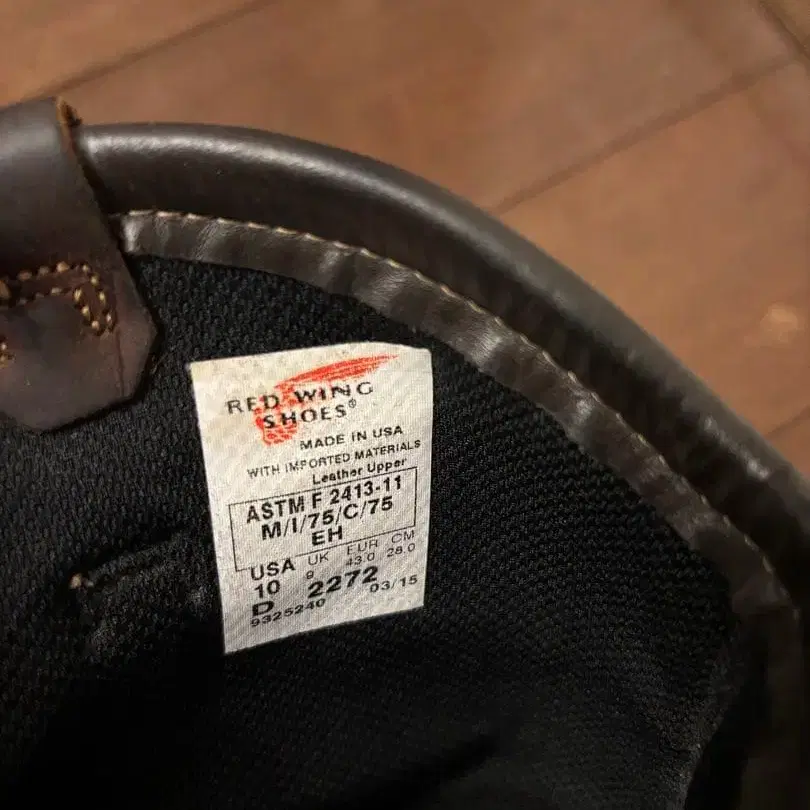 RED WING
SHOES®
MADE IN USA
WITH IMPORTED MATERIALS
Leather Upper
ASTM F 2413-11
M/I/75/C/75
EH
USA UK EUR CM
10 9 43.0 28.0
D 2272 03/15
9325240